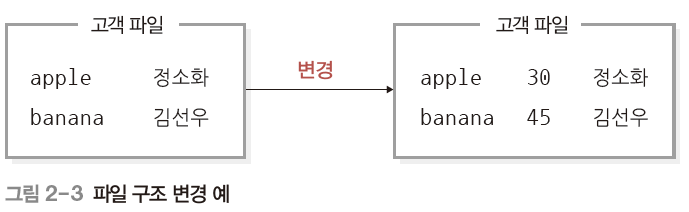 고객 파일
apple 정소화
banana 김선우
변경
고객 파일
apple 30 정소화
banana 45 김선우
그림 2-3 파일 구조 변경 예